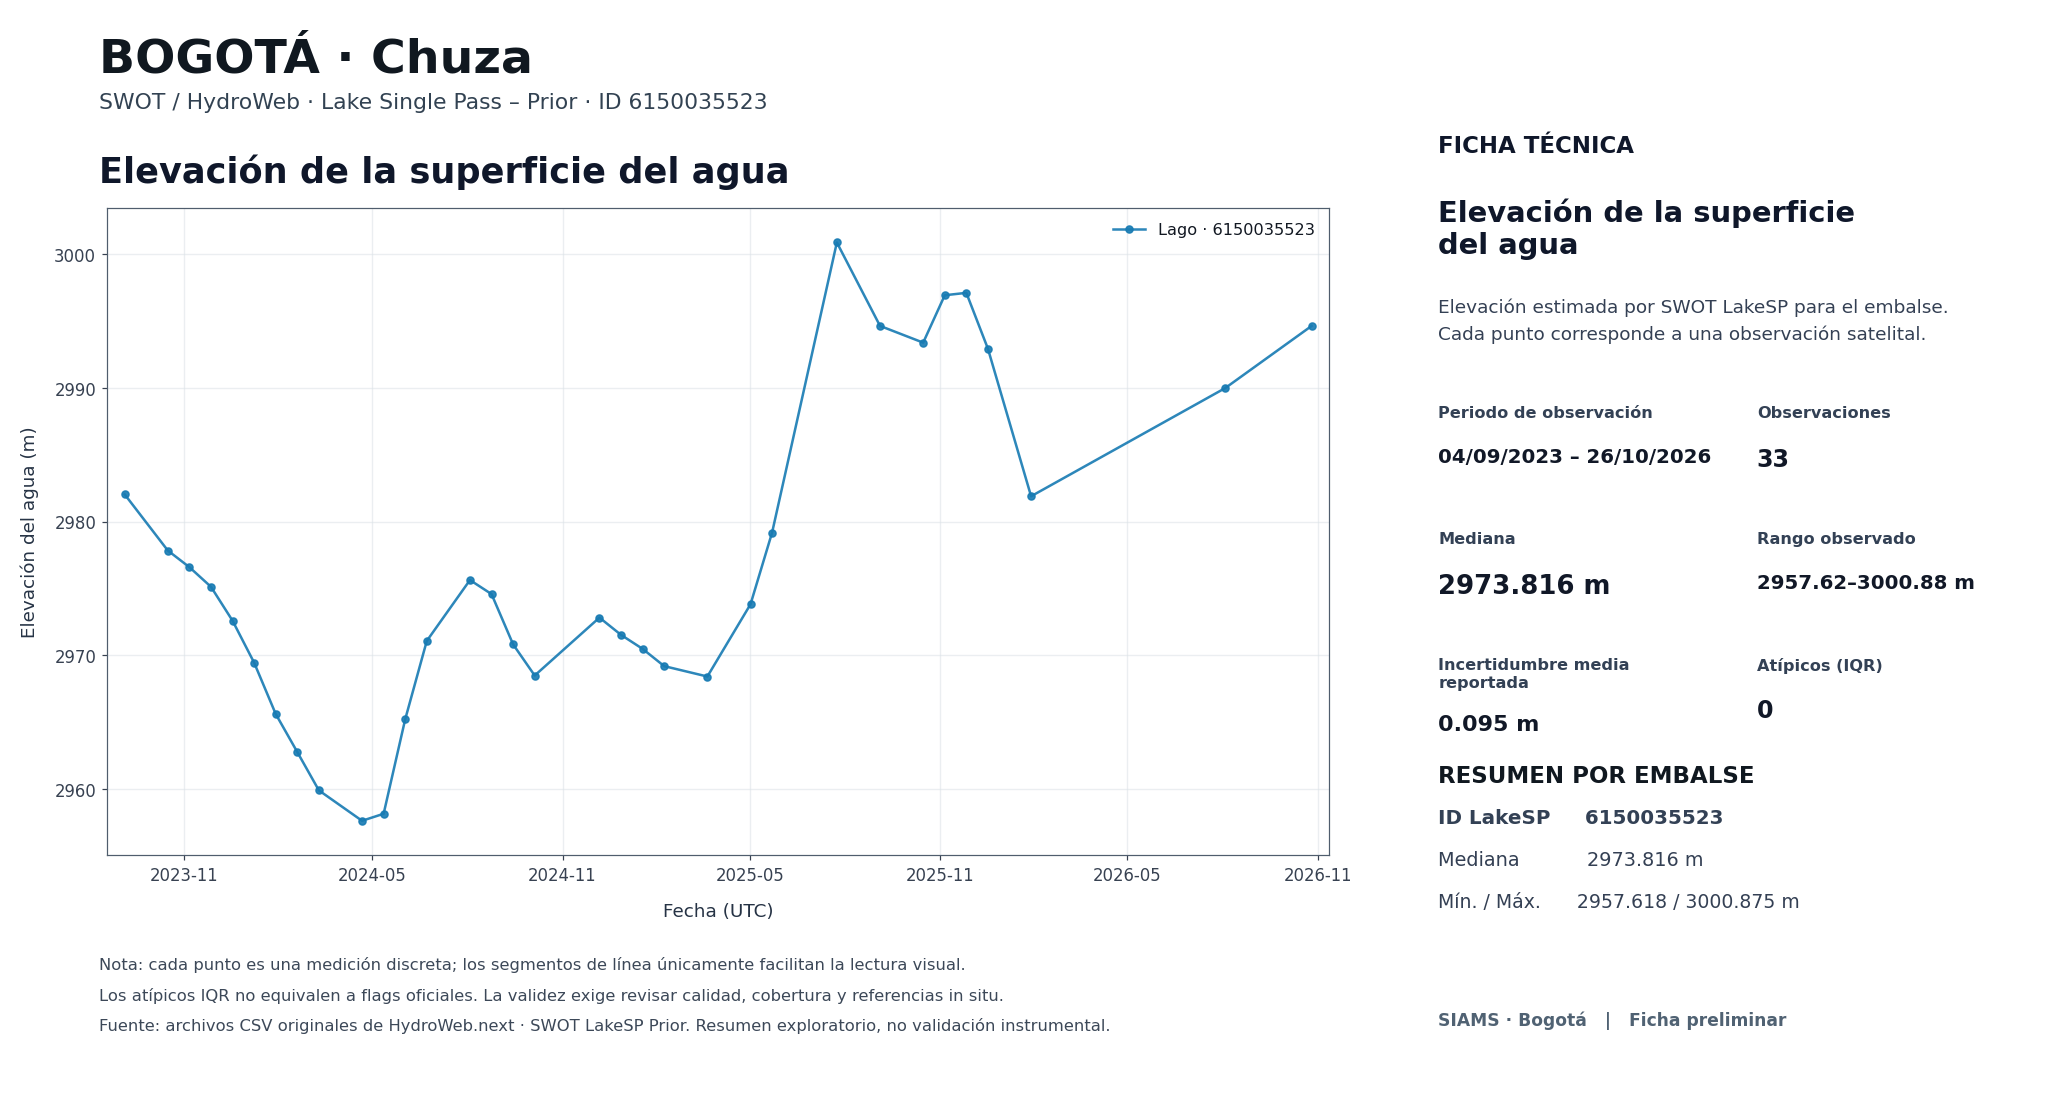 BOGOTÁ · Chuza
SWOT / HydroWeb · Lake Single Pass – Prior · ID 6150035523
Elevación de la superficie del agua
Lago · 6150035523
3000
2990
2980
2970
2960
Elevación del agua (m)
2023-11
2024-05
2024-11
2025-05
2025-11
2026-05
2026-11
Fecha (UTC)
Nota: cada punto es una medición discreta; los segmentos de línea únicamente facilitan la lectura visual.
Los atípicos IQR no equivalen a flags oficiales. La validez exige revisar calidad, cobertura y referencias in situ.
Fuente: archivos CSV originales de HydroWeb.next · SWOT LakeSP Prior. Resumen exploratorio, no validación instrumental.
FICHA TÉCNICA
Elevación de la superficie
del agua
Elevación estimada por SWOT LakeSP para el embalse.
Cada punto corresponde a una observación satelital.
Periodo de observación
04/09/2023 – 26/10/2026
Observaciones
33
Mediana
2973.816 m
Rango observado
2957.62–3000.88 m
Incertidumbre media
reportada
0.095 m
Atípicos (IQR)
0
RESUMEN POR EMBALSE
ID LakeSP 6150035523
Mediana 2973.816 m
Mín. / Máx. 2957.618 / 3000.875 m
SIAMS · Bogotá | Ficha preliminar